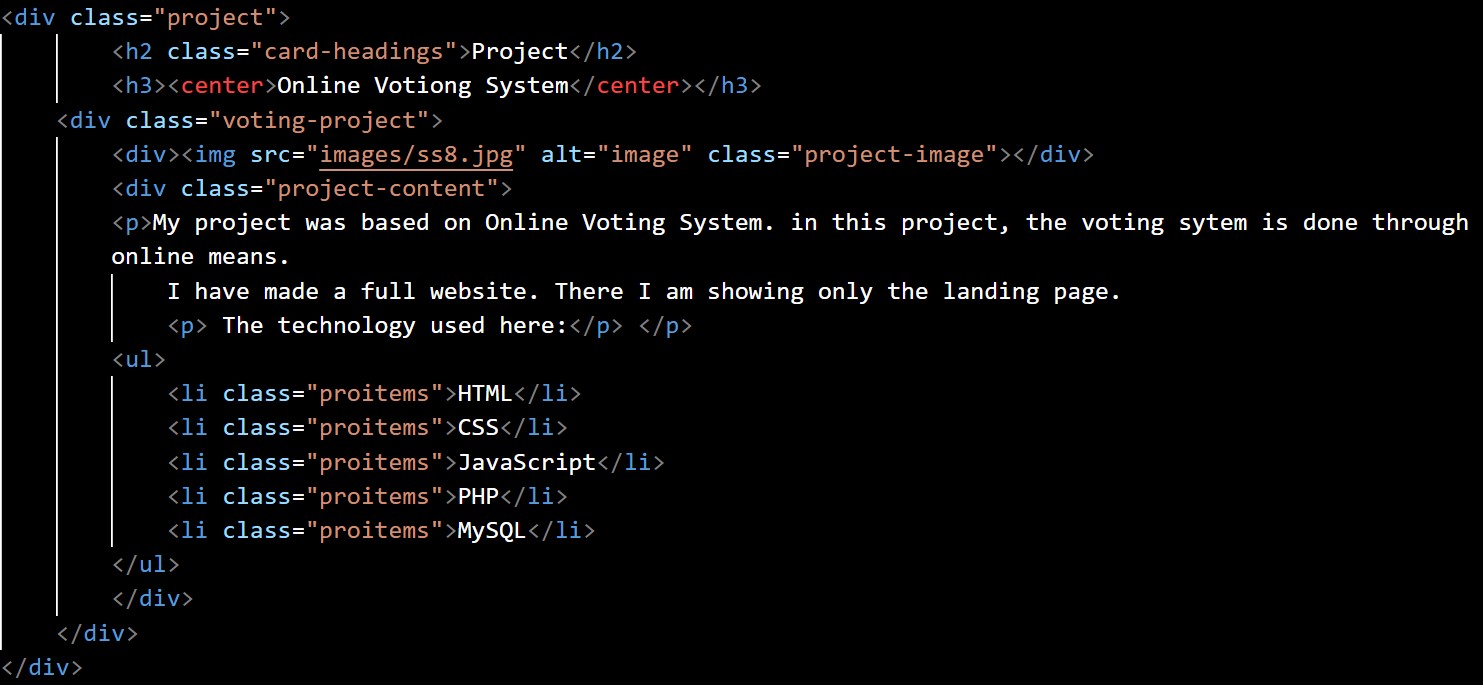 <div class="project">
<h2 class="card-headings">Project</h2>
<h3><center>Online Votiong System</center></h3>
<div class="voting-project">
<div><img src="images/ss8.jpg" alt="image" class="project-image"></div>
<div class="project-content">
<p>My project was based on Online Voting System. in this project, the voting sytem is done through
online means.
I have made a full website. There I am showing only the landing page.
<p> The technology used here:</p> </p>
<ul>
<li class="proitems">HTML</li>
<li class="proitems">CSS</li>
<li class="proitems">JavaScript</li>
<li class="proitems">PHP</li>
<li class="proitems">MySQL</li>
</ul>
</div>
</div>
</div>